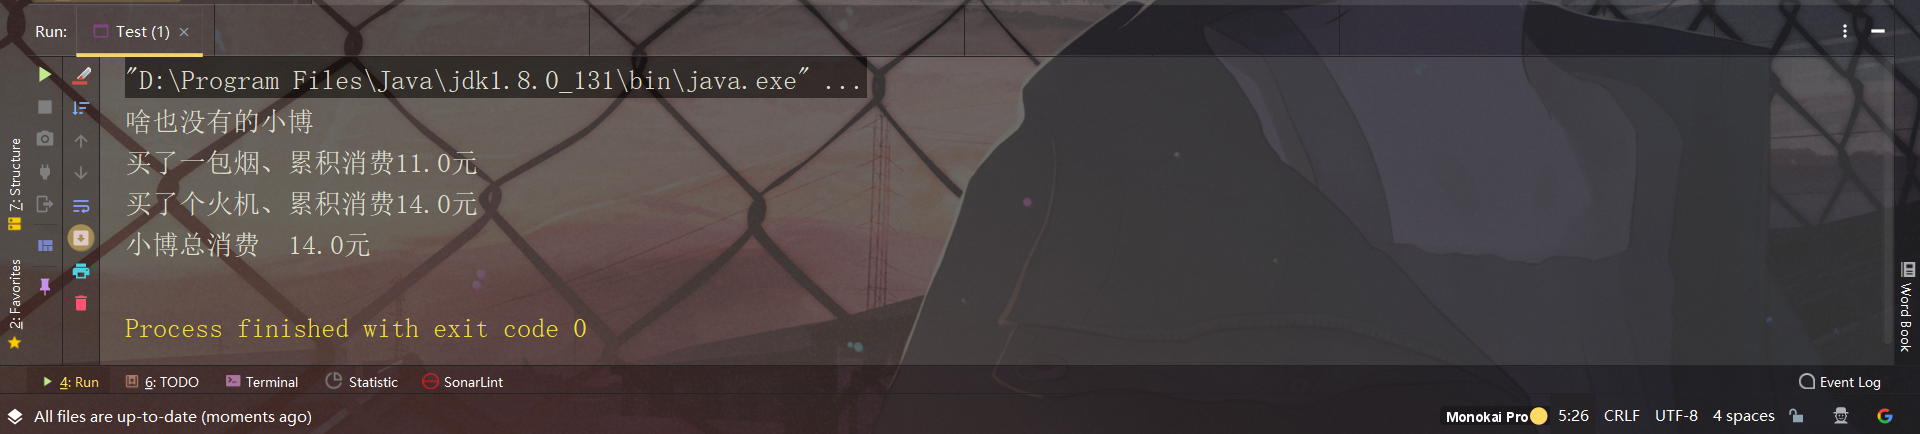 Run: Test (1)
"D:\Program Files\Java\jdk1.8.0_131\bin\java.exe" ...
啥也没有的小博
买了一包烟、累积消费11.0元
买了个火机、累积消费14.0元
小博总消费  14.0元
Process finished with exit code 0
7: Structure
2: Favorites
Word Book
4: Run 6: TODO Terminal Statistic SonarLint Event Log
All files are up-to-date (moments ago) Monokai Pro 5:26 CRLF UTF-8 4 spaces